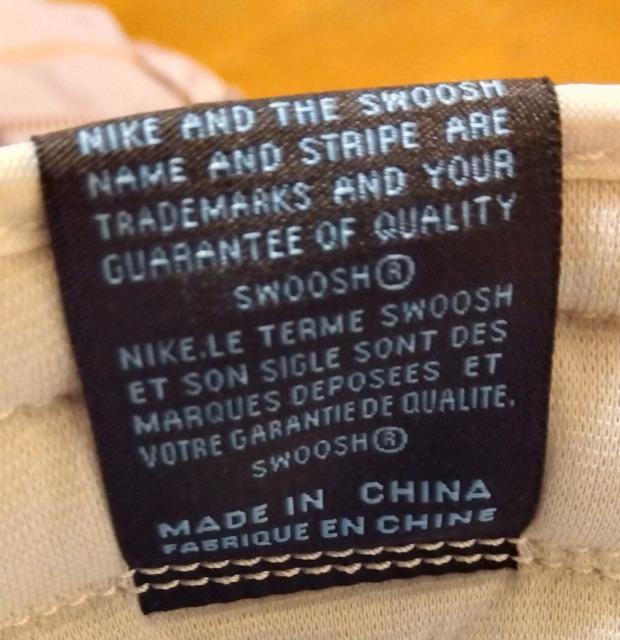 NIKE AND THE SWOOSH
NAME AND STRIPE ARE
TRADEMARKS AND YOUR
GUARANTEE OF QUALITY
SWOOSH®
NIKE.LE TERME SWOOSH
ET SON SIGLE SONT DES
MARQUES DEPOSEES ET
VOTRE GARANTIE DE QUALITE.
SWOOSH®
MADE IN CHINA
FABRIQUE EN CHINE